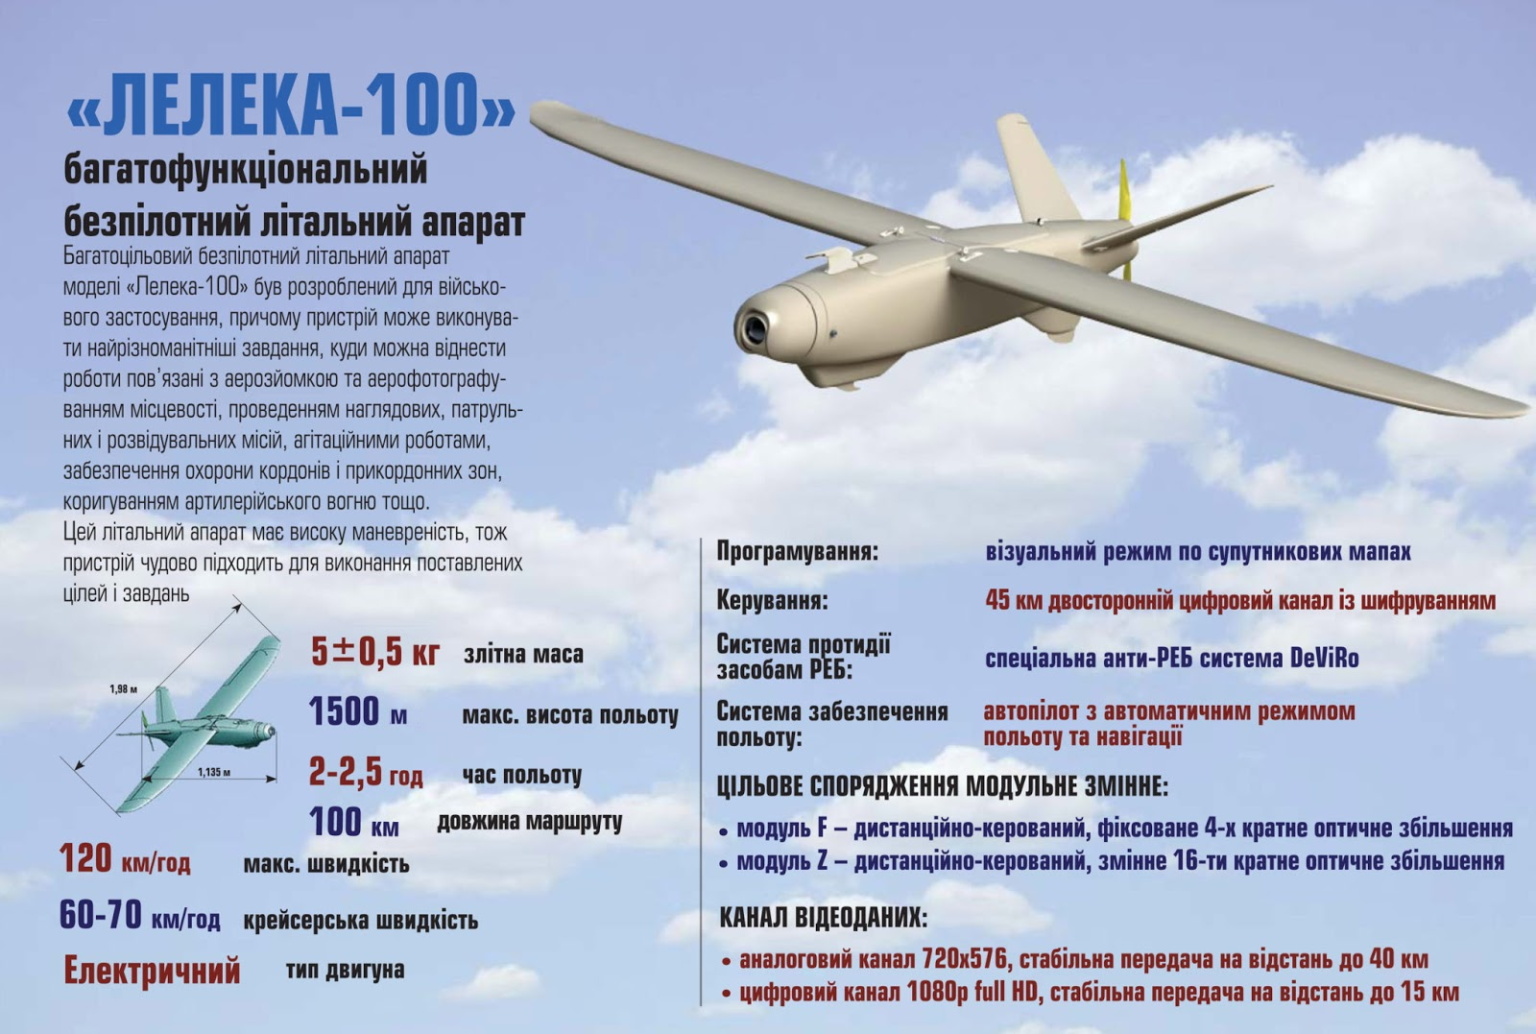 «ЛЕЛЕКА-100»
багатофункціональний
безпілотний літальний апарат
Багатоцільовий безпілотний літальний апарат
моделі «Лелека-100» був розроблений для військо-
вого застосування, причому пристрій може виконува-
ти найрізноманітніші завдання, куди можна віднести
роботи пов’язані з аерозйомкою та аерофотографу-
ванням місцевості, проведенням наглядових, патруль-
них і розвідувальних місій, агітаційними роботами,
забезпечення охорони кордонів і прикордонних зон,
коригуванням артилерійського вогню тощо.
Цей літальний апарат має високу маневреність, тож
пристрій чудово підходить для виконання поставлених
цілей і завдань
1,98 м
1,135 м
5±0,5 кг злітна маса
1500 м макс. висота польоту
2-2,5 год час польоту
100 км довжина маршруту
120 км/год макс. швидкість
60-70 км/год крейсерська швидкість
Електричний тип двигуна
Програмування: візуальний режим по супутникових мапах
Керування: 45 км двосторонній цифровий канал із шифруванням
Система протидії
засобам РЕБ: спеціальна анти-РЕБ система DeViRo
Система забезпечення
польоту: автопілот з автоматичним режимом
польоту та навігації
ЦІЛЬОВЕ СПОРЯДЖЕННЯ МОДУЛЬНЕ ЗМІННЕ:
• модуль F – дистанційно-керований, фіксоване 4-х кратне оптичне збільшення
• модуль Z – дистанційно-керований, змінне 16-ти кратне оптичне збільшення
КАНАЛ ВІДЕОДАНИХ:
• аналоговий канал 720х576, стабільна передача на відстань до 40 км
• цифровий канал 1080p full HD, стабільна передача на відстань до 15 км